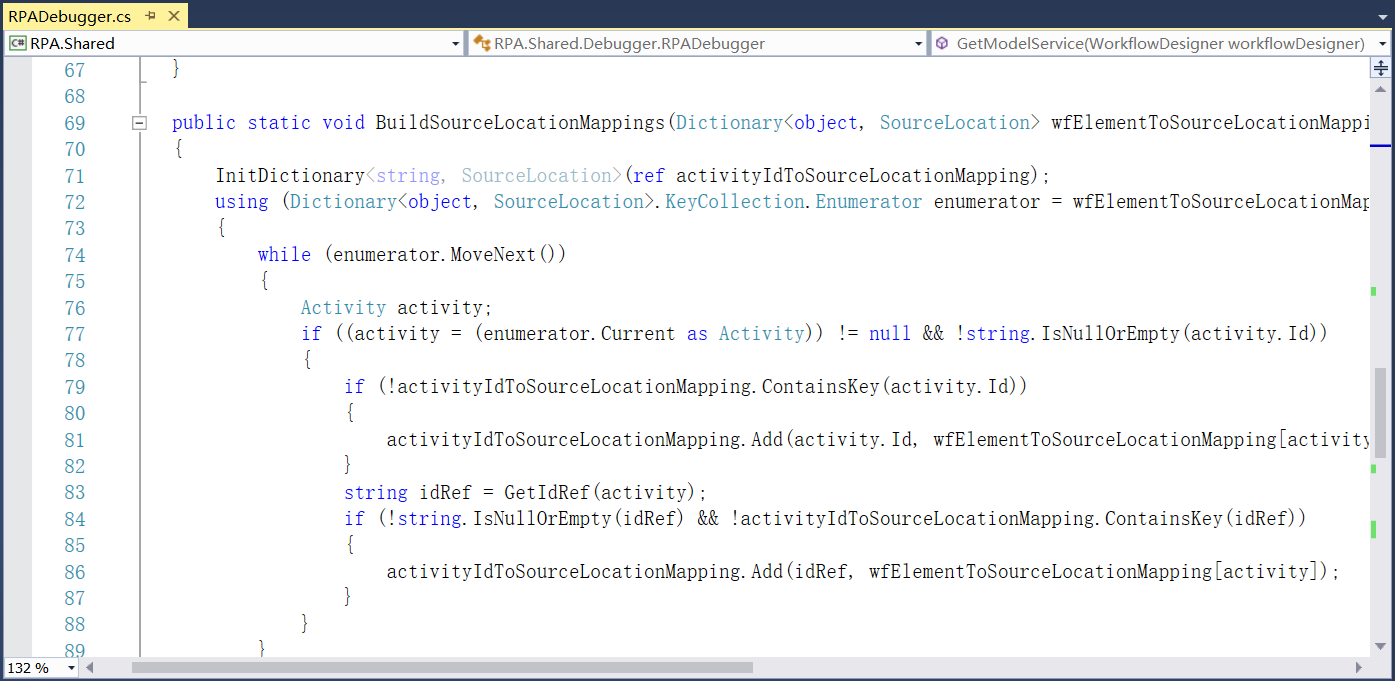 RPADebugger.cs
RPA.Shared RPA.Shared.Debugger.RPADebugger GetModelService(WorkflowDesigner workflowDesigner)
67 }
68
69 public static void BuildSourceLocationMappings(Dictionary<object, SourceLocation> wfElementToSourceLocationMappi
70 {
71 InitDictionary<string, SourceLocation>(ref activityIdToSourceLocationMapping);
72 using (Dictionary<object, SourceLocation>.KeyCollection.Enumerator enumerator = wfElementToSourceLocationMap
73 {
74 while (enumerator.MoveNext())
75 {
76 Activity activity;
77 if ((activity = (enumerator.Current as Activity)) != null && !string.IsNullOrEmpty(activity.Id))
78 {
79 if (!activityIdToSourceLocationMapping.ContainsKey(activity.Id))
80 {
81 activityIdToSourceLocationMapping.Add(activity.Id, wfElementToSourceLocationMapping[activity
82 }
83 string idRef = GetIdRef(activity);
84 if (!string.IsNullOrEmpty(idRef) && !activityIdToSourceLocationMapping.ContainsKey(idRef))
85 {
86 activityIdToSourceLocationMapping.Add(idRef, wfElementToSourceLocationMapping[activity]);
87 }
88 }
89 }
132 %